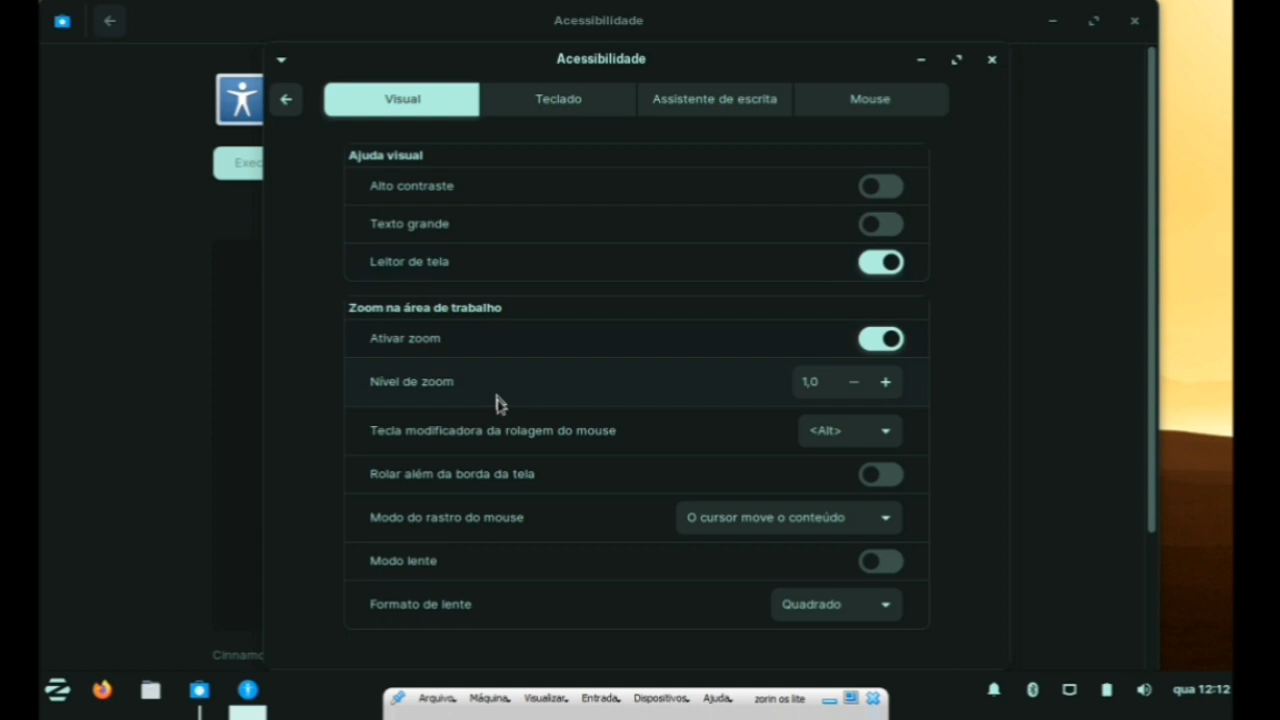 Acessibilidade
Acessibilidade
Visual
Teclado
Assistente de escrita
Mouse
Exec
Ajuda visual
Alto contraste
Texto grande
Leitor de tela
Zoom na área de trabalho
Ativar zoom
Nível de zoom
1,0
Tecla modificadora da rolagem do mouse
<Alt>
Rolar além da borda da tela
Modo do rastro do mouse
O cursor move o conteúdo
Modo lente
Formato de lente
Quadrado
Cinnamo
Arquivo
Máquina
Visualizar
Entrada
Dispositivos
Ajuda
zorin os lite
qua 12:12